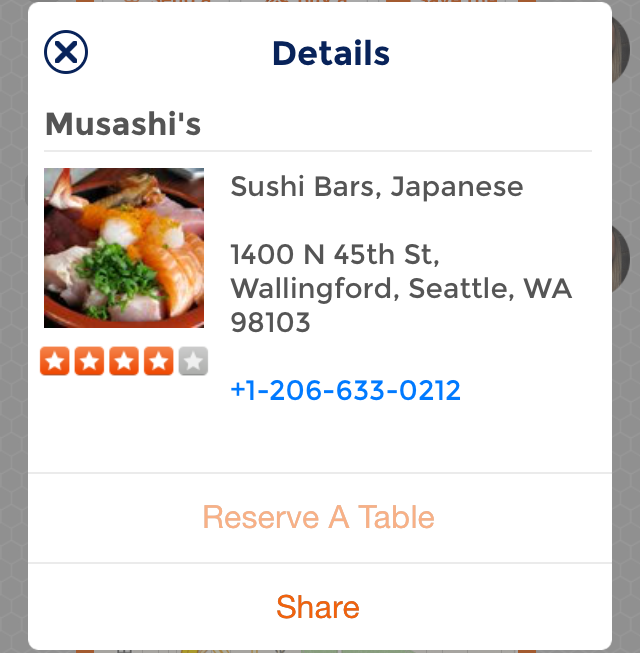 Details
Musashi's
Sushi Bars, Japanese
1400 N 45th St,
Wallingford, Seattle, WA
98103
+1-206-633-0212
Reserve A Table
Share